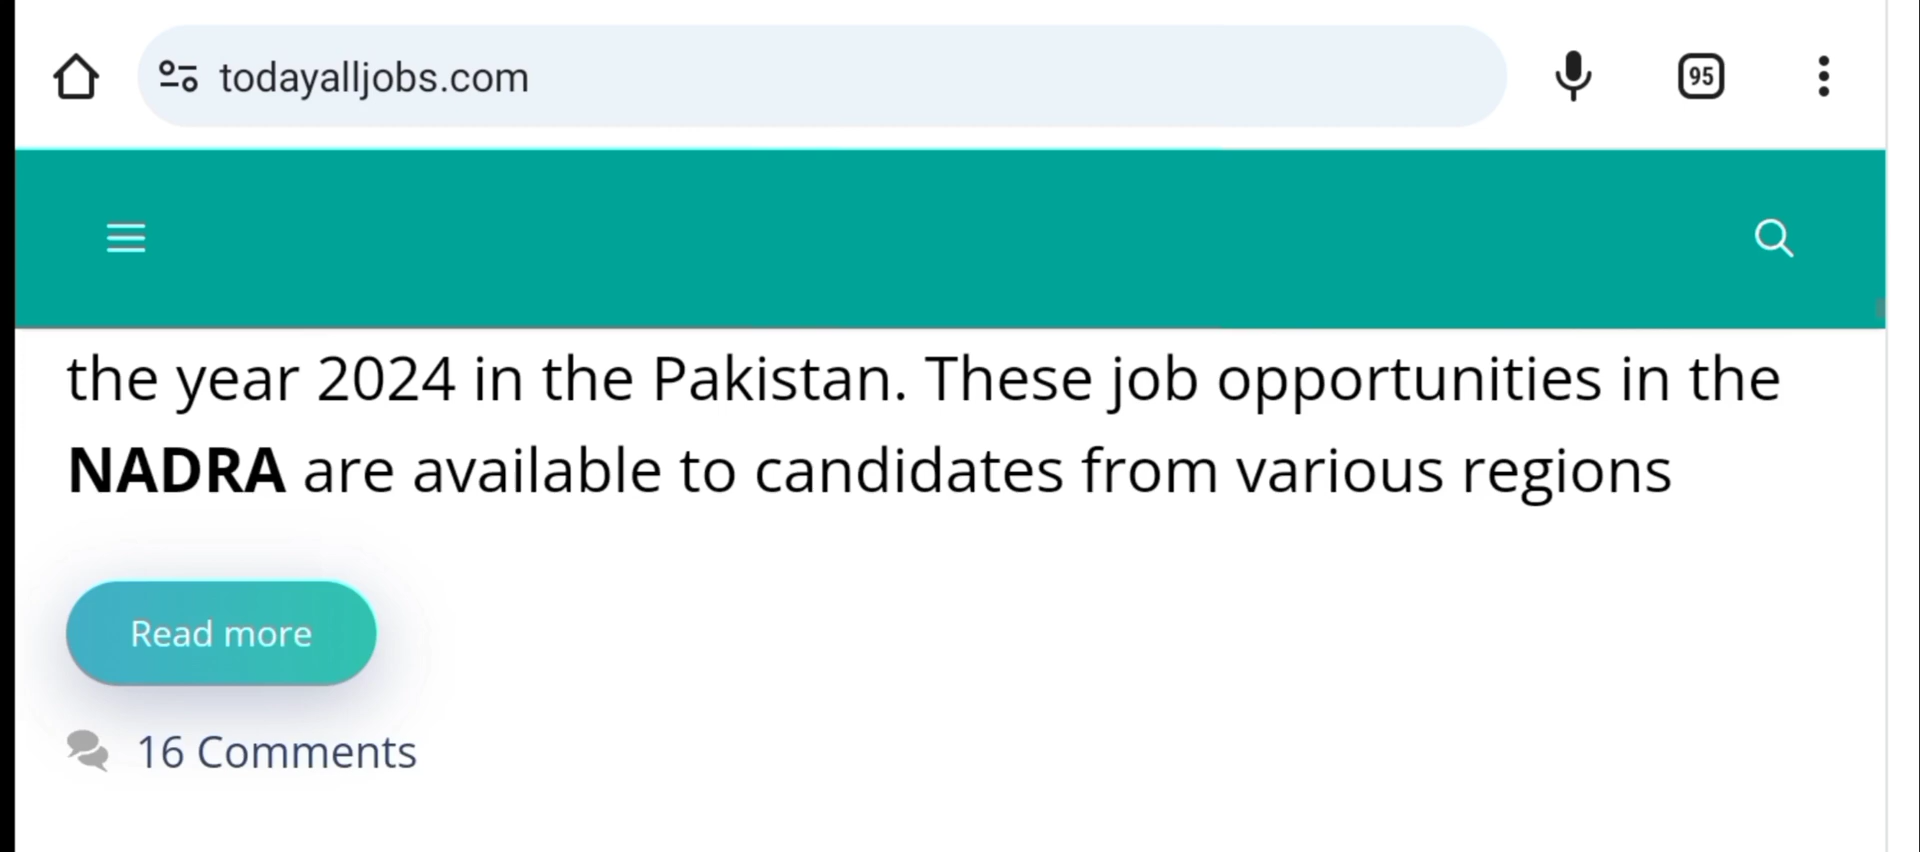 todayalljobs.com
95
the year 2024 in the Pakistan. These job opportunities in the
NADRA are available to candidates from various regions
Read more
16 Comments